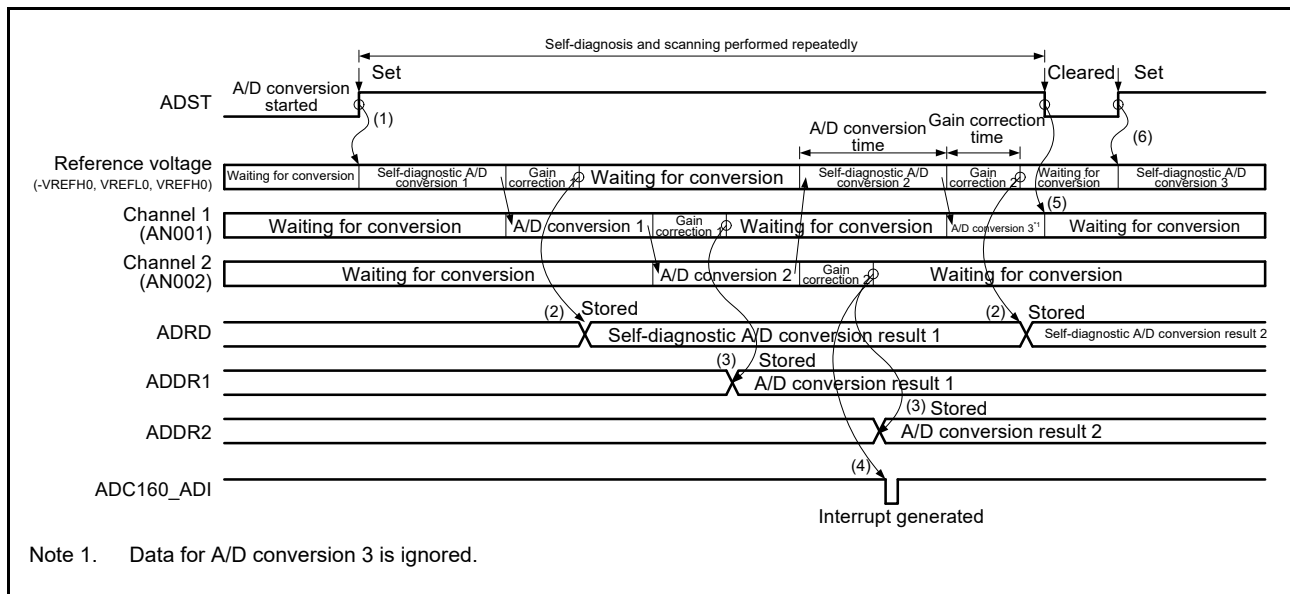 Self-diagnosis and scanning performed repeatedly
Set
Cleared
Set
A/D conversion
started
ADST
(1)
A/D conversion
time
Gain correction
time
(6)
Reference voltage
(-VREFH0, VREFL0, VREFH0)
Waiting for conversion
Self-diagnostic A/D
conversion 1
Gain
correction 1
Waiting for conversion
Self-diagnostic A/D
conversion 2
Gain
correction 2
Waiting for
conversion
Self-diagnostic A/D
conversion 3
Channel 1
(AN001)
Waiting for conversion
A/D conversion 1
Gain
correction 1
Waiting for conversion
A/D conversion 3*1
(5)
Waiting for conversion
Channel 2
(AN002)
Waiting for conversion
A/D conversion 2
Gain
correction 2
Waiting for conversion
ADRD
(2)
Stored
Self-diagnostic A/D conversion result 1
(2)
Stored
Self-diagnostic A/D conversion result 2
ADDR1
(3)
Stored
A/D conversion result 1
ADDR2
(3) Stored
A/D conversion result 2
ADC160_ADI
(4)
Interrupt generated
Note 1. Data for A/D conversion 3 is ignored.